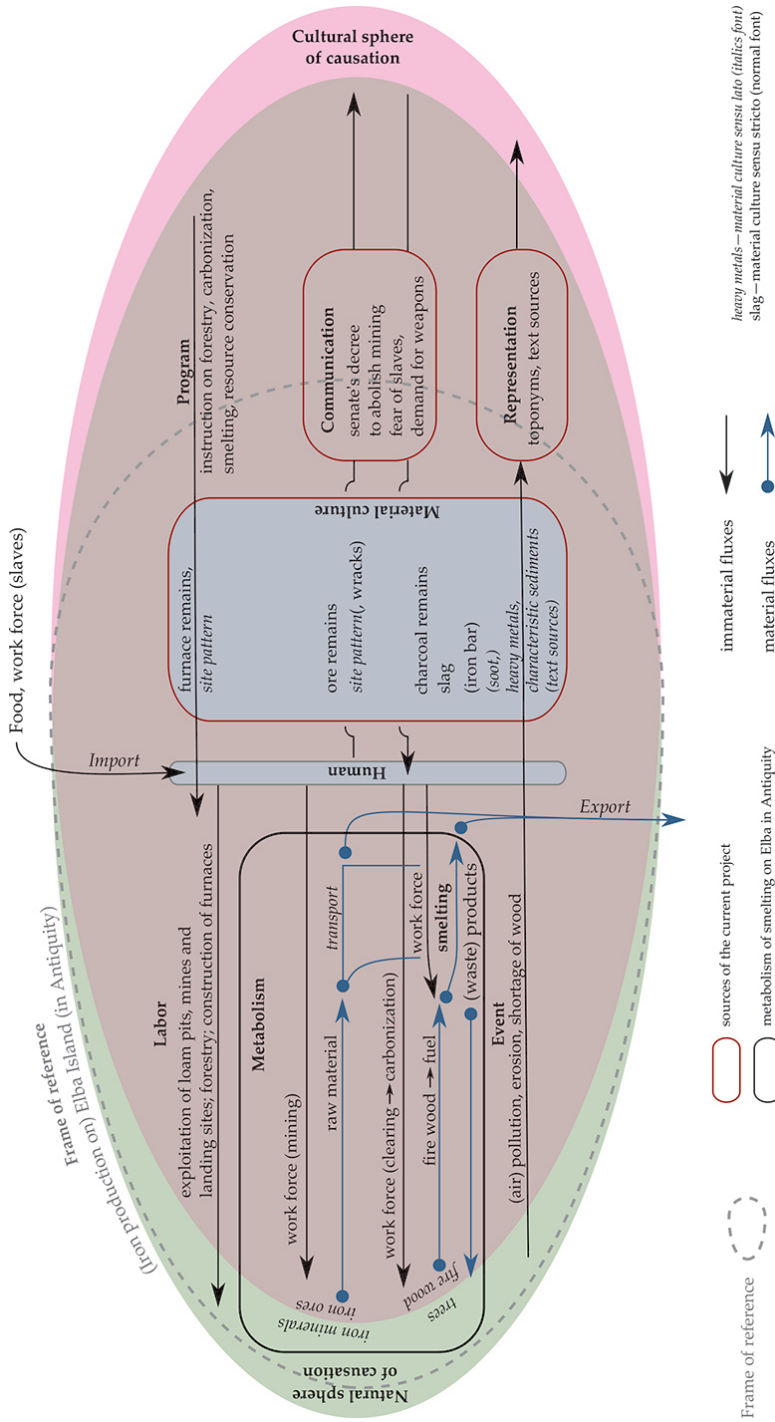 Food, work force (slaves)
Import
Frame of reference
(Iron production on) Elba Island (in Antiquity)
Natural sphere
of causation
Cultural sphere
of causation
Labor
exploitation of loam pits, mines and
landing sites; forestry; construction of furnaces
Program
instruction on forestry, carbonization,
smelting; resource conservation
Metabolism
work force (mining)
iron minerals
iron ores
raw material
transport
work force (clearing → carbonization)
work force
trees
fire wood
fire wood → fuel
smelting
(waste) products
Event
(air) pollution, erosion, shortage of wood
Export
Human
Material culture
furnace remains,
site pattern
ore remains
site pattern(, wracks)
charcoal remains
slag
(iron bar)
(soot,)
heavy metals,
characteristic sediments
(text sources)
Communication
senate's decree
to abolish mining
fear of slaves,
demand for weapons
Representation
toponyms, text sources
Frame of reference
sources of the current project
metabolism of smelting on Elba in Antiquity
immaterial fluxes
material fluxes
heavy metals—material culture sensu lato (italics font)
slag—material culture sensu stricto (normal font)